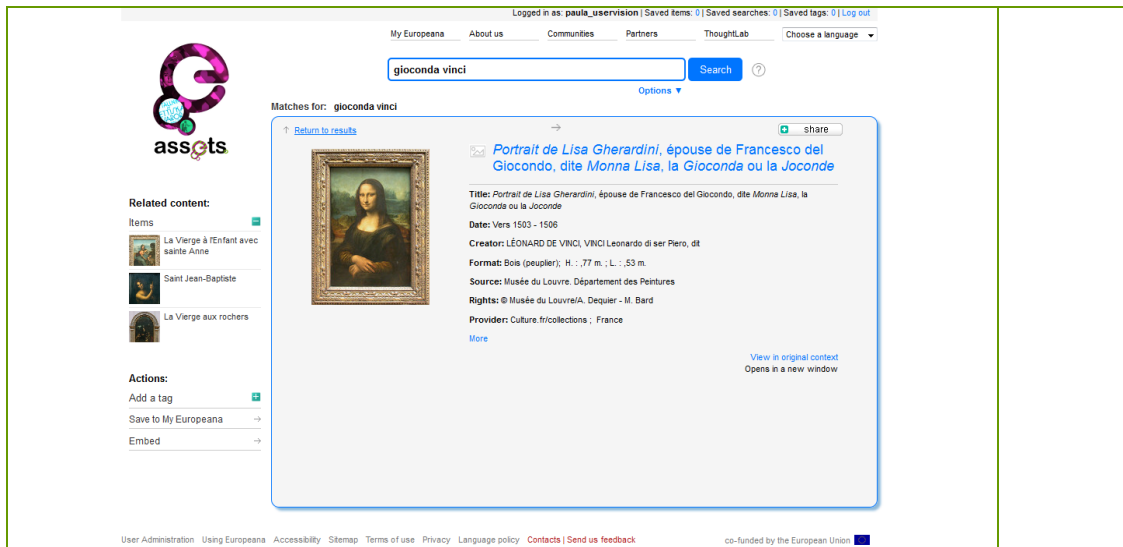 Logged in as: paula_uservision | Saved items: 0 | Saved searches: 0 | Saved tags: 0 | Log out
My Europeana About us Communities Partners ThoughtLab Choose a language
gioconda vinci Search ?
Options ▼
Matches for: gioconda vinci
assets
↑ Return to results → share
Portrait de Lisa Gherardini, épouse de Francesco del
Giocondo, dite Monna Lisa, la Gioconda ou la Joconde
Title: Portrait de Lisa Gherardini, épouse de Francesco del Giocondo, dite Monna Lisa, la
Gioconda ou la Joconde
Date: Vers 1503 - 1506
Creator: LÉONARD DE VINCI, VINCI Leonardo di ser Piero, dit
Format: Bois (peuplier); H. : ,77 m. ; L. : ,53 m.
Source: Musée du Louvre. Département des Peintures
Rights: © Musée du Louvre/A. Dequier - M. Bard
Provider: Culture.fr/collections ; France
More
View in original context
Opens in a new window
Related content:
Items
La Vierge à l'Enfant avec
sainte Anne
Saint Jean-Baptiste
La Vierge aux rochers
Actions:
Add a tag
Save to My Europeana →
Embed →
User Administration Using Europeana Accessibility Sitemap Terms of use Privacy Language policy Contacts | Send us feedback co-funded by the European Union